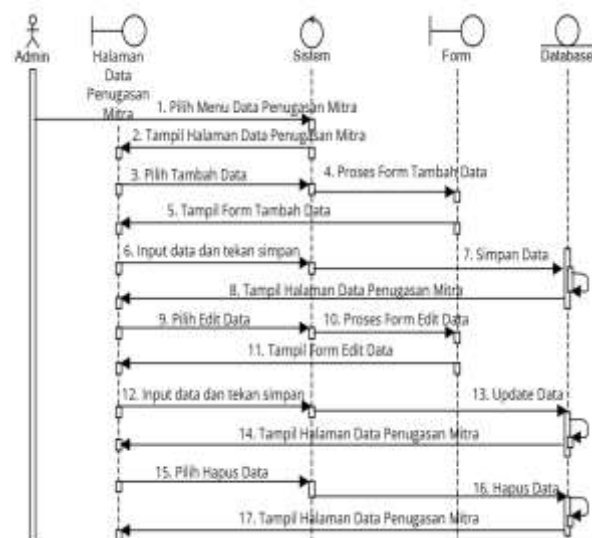 Admin
Halaman
Data
Penugasan
Mitra
Sistem
Form
Database
1. Pilih Menu Data Penugasan Mitra
2. Tampil Halaman Data Penugasan Mitra
3. Pilih Tambah Data
4. Proses Form Tambah Data
5. Tampil Form Tambah Data
6. Input data dan tekan simpan
7. Simpan Data
8. Tampil Halaman Data Penugasan Mitra
9. Pilih Edit Data
10. Proses Form Edit Data
11. Tampil Form Edit Data
12. Input data dan tekan simpan
13. Update Data
14. Tampil Halaman Data Penugasan Mitra
15. Pilih Hapus Data
16. Hapus Data
17. Tampil Halaman Data Penugasan Mitra